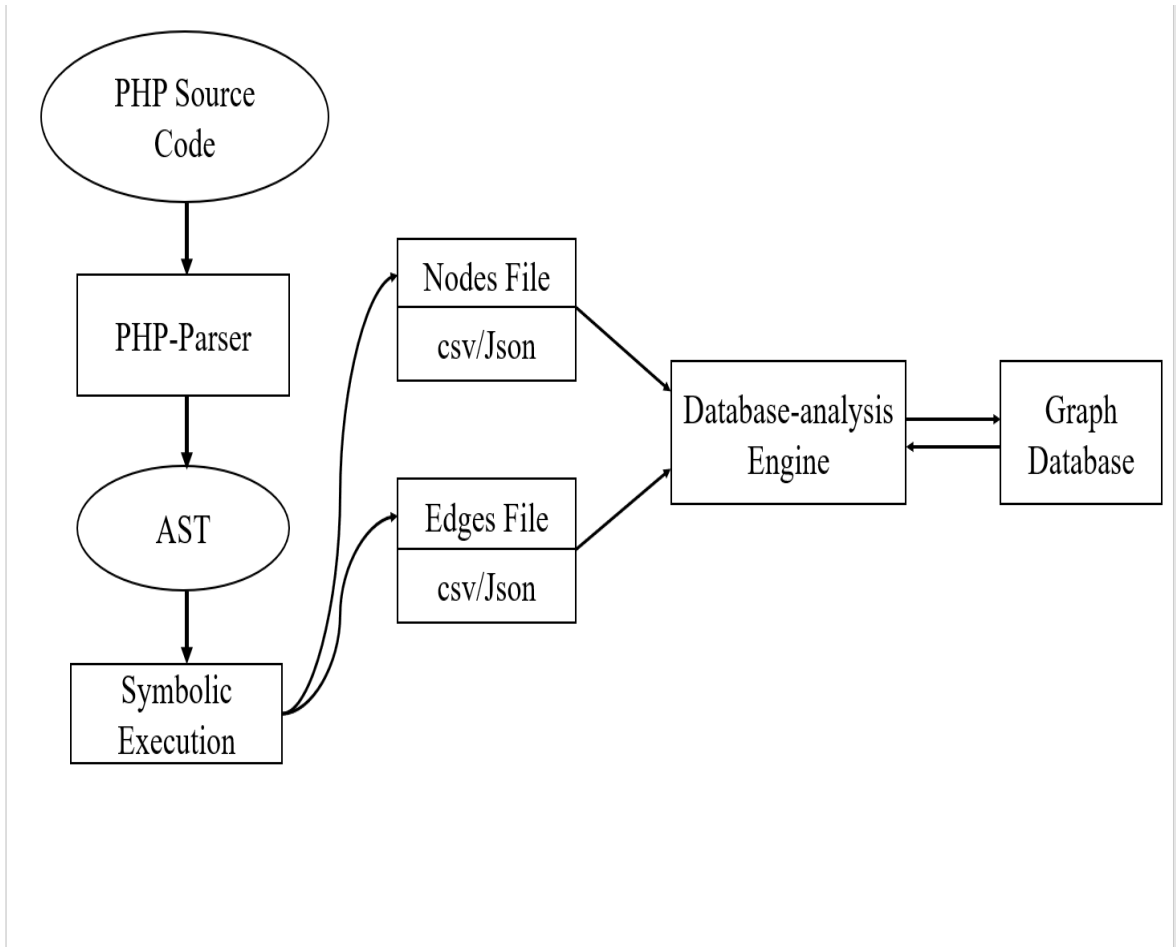 PHP Source
Code
PHP-Parser
AST
Symbolic
Execution
Nodes File
csv/Json
Edges File
csv/Json
Database-analysis
Engine
Graph
Database